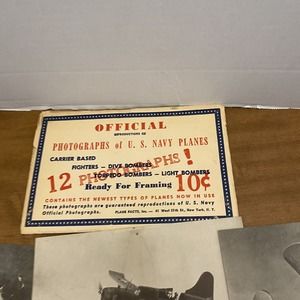 OFFICIAL
REPRODUCTIONS OF
PHOTOGRAPHS of U. S. NAVY PLANES
CARRIER BASED
FIGHTERS - DIVE BOMBERS
TORPEDO BOMBERS - LIGHT BOMBERS
12 PHOTOGRAPHS!
Ready For Framing 10¢
CONTAINS THE NEWEST TYPES OF PLANES NOW IN USE
These photographs are guaranteed reproductions of U. S. Navy
Official Photographs. PLANE FACTS, Inc. - 41 West 27th St., New York, N. Y.